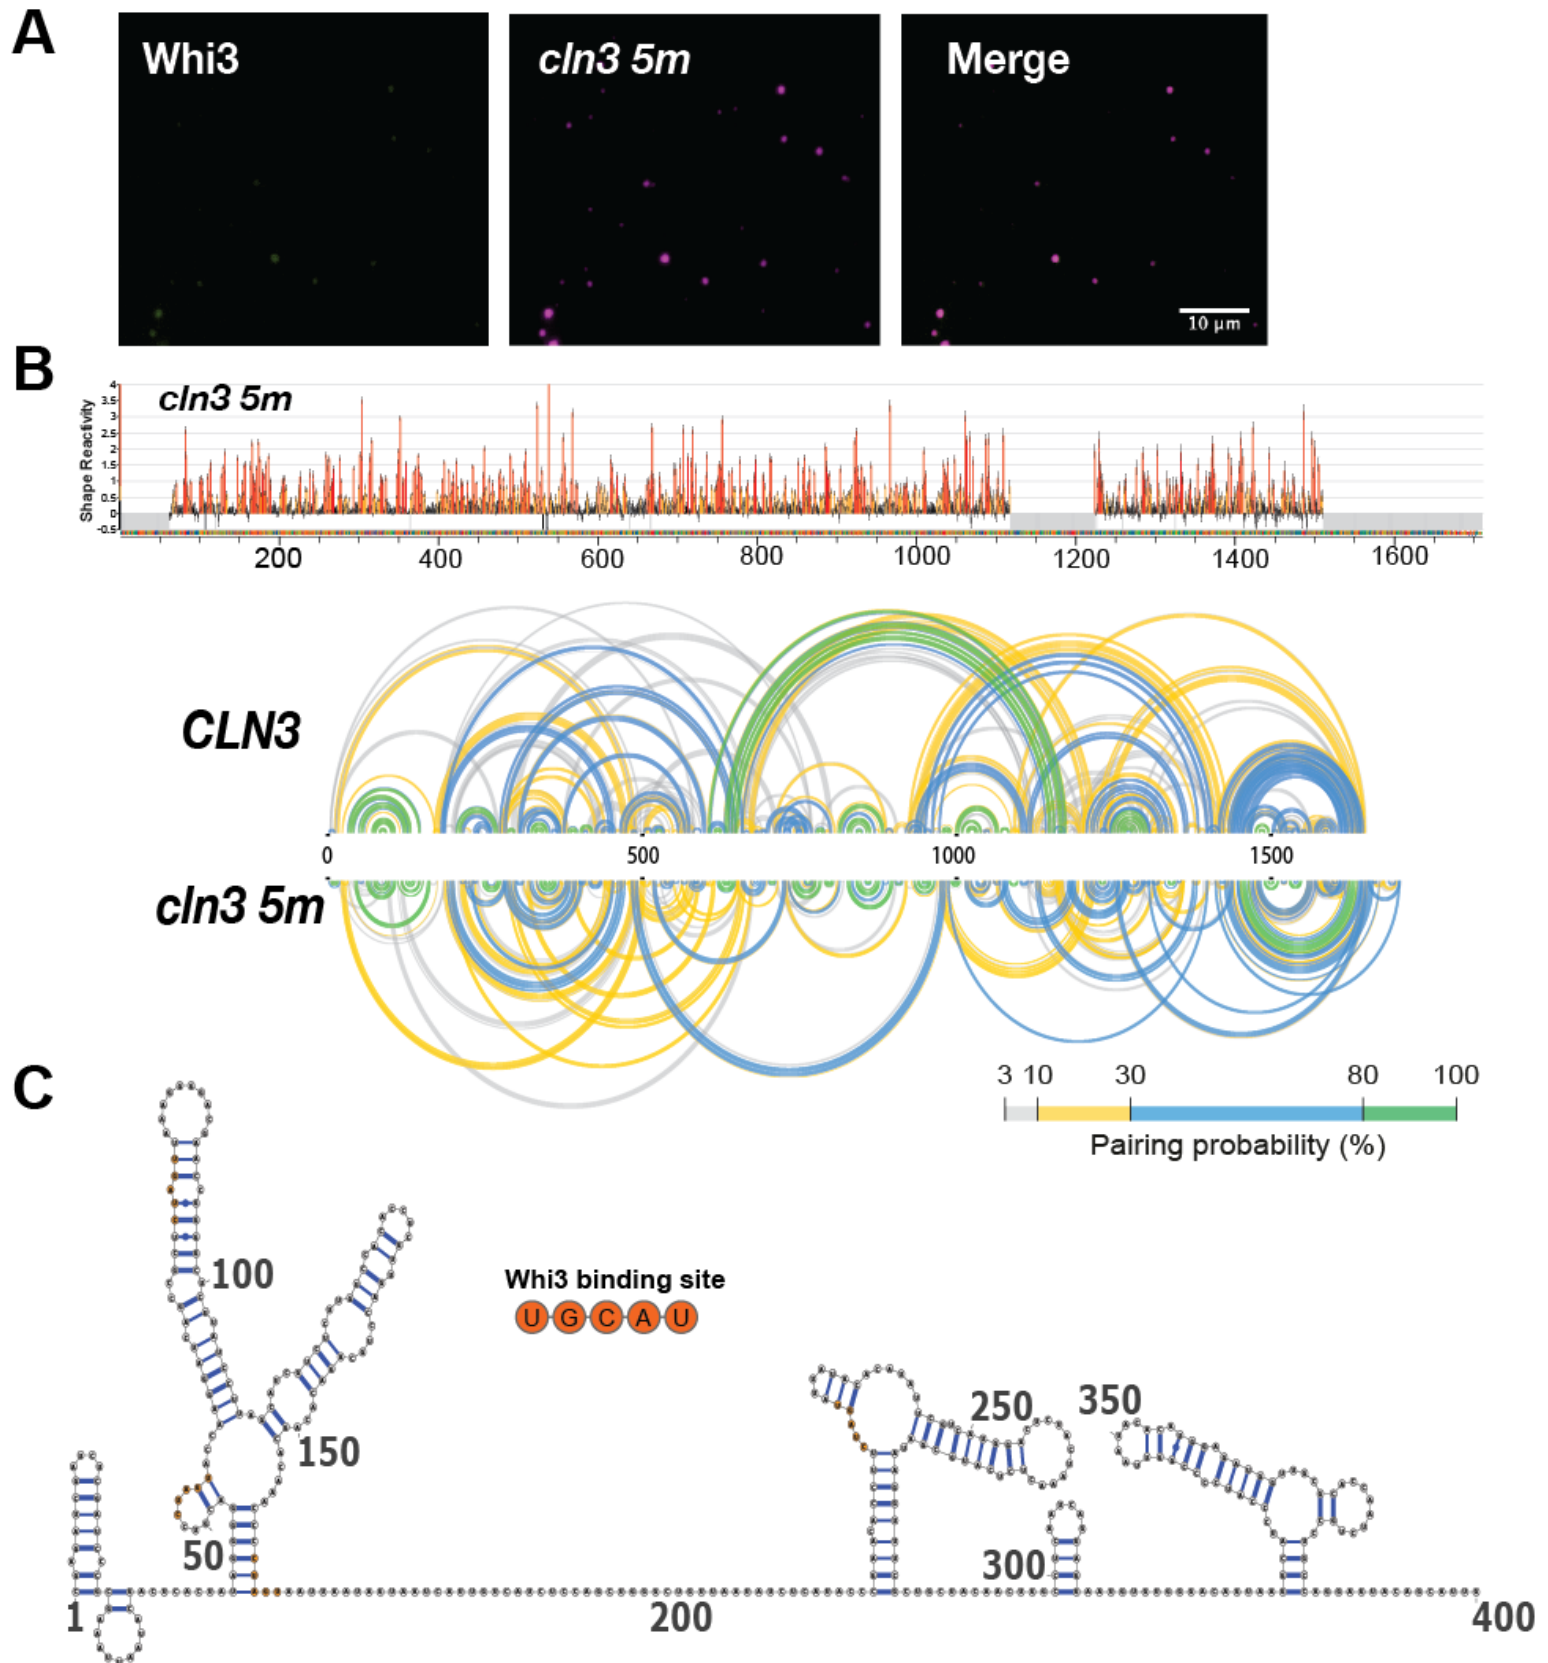 A
Whi3
cln3 5m
Merge
10 µm
B
cln3 5m
Shape Reactivity
4
3.5
3
2.5
2
1.5
1
0.5
0
-0.5
200 400 600 800 1000 1200 1400 1600
CLN3
0 500 1000 1500
cln3 5m
3 10 30 80 100
Pairing probability (%)
C
100
Whi3 binding site
U G C A U
150
250
350
50
300
1
200
400